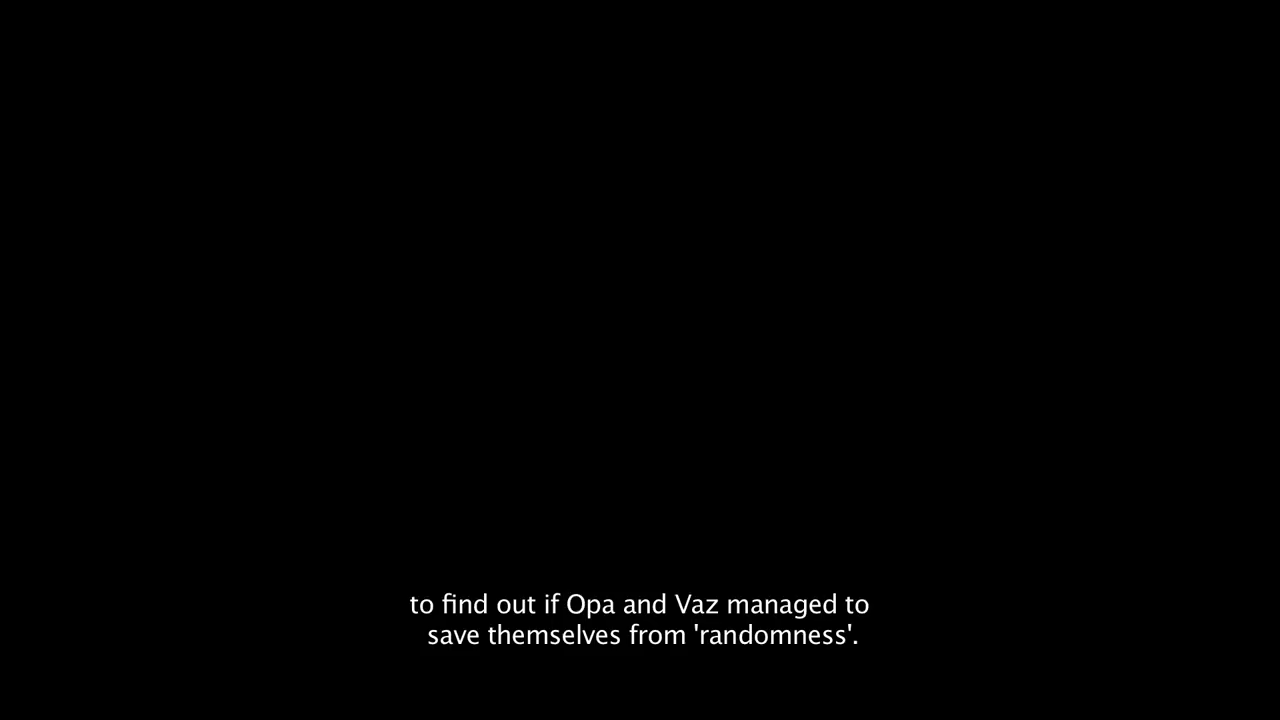 to find out if Opa and Vaz managed to
save themselves from 'randomness'.